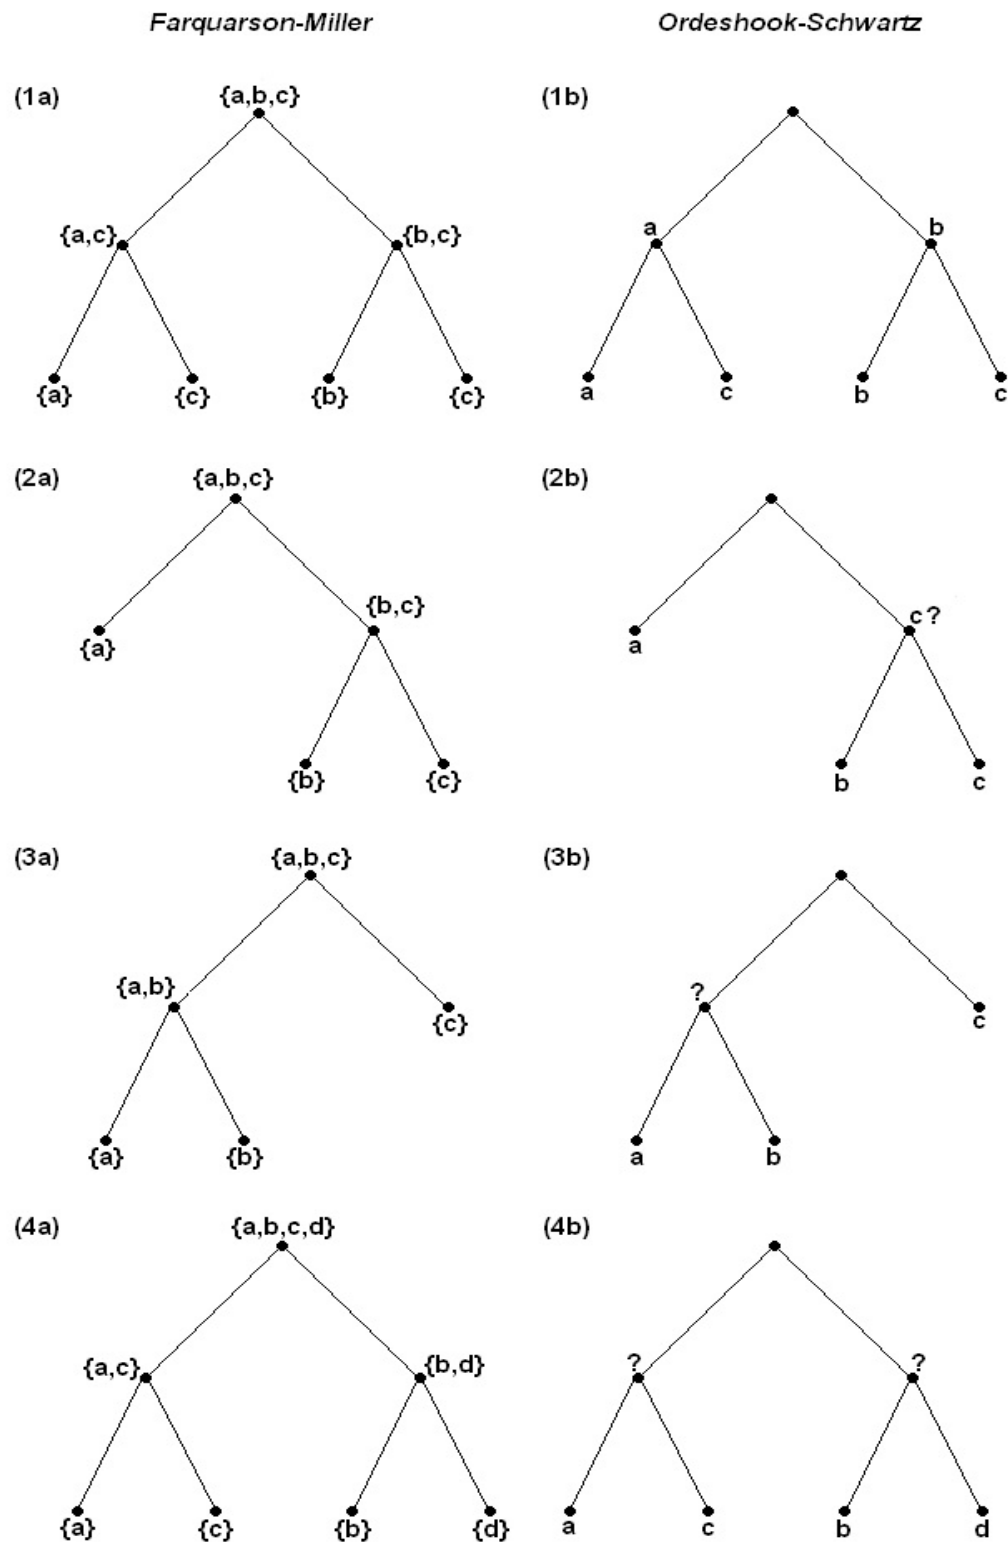 Farquarson-Miller Ordeshook-Schwartz
(1a) {a,b,c} (1b)
{a,c} {b,c} a b
{a} {c} {b} {c} a c b c
(2a) {a,b,c} (2b)
{b,c} c ?
{a} a
{b} {c} b c
(3a) {a,b,c} (3b)
{a,b} ?
{c} c
{a} {b} a b
(4a) {a,b,c,d} (4b)
{a,c} {b,d} ? ?
{a} {c} {b} {d} a c b d